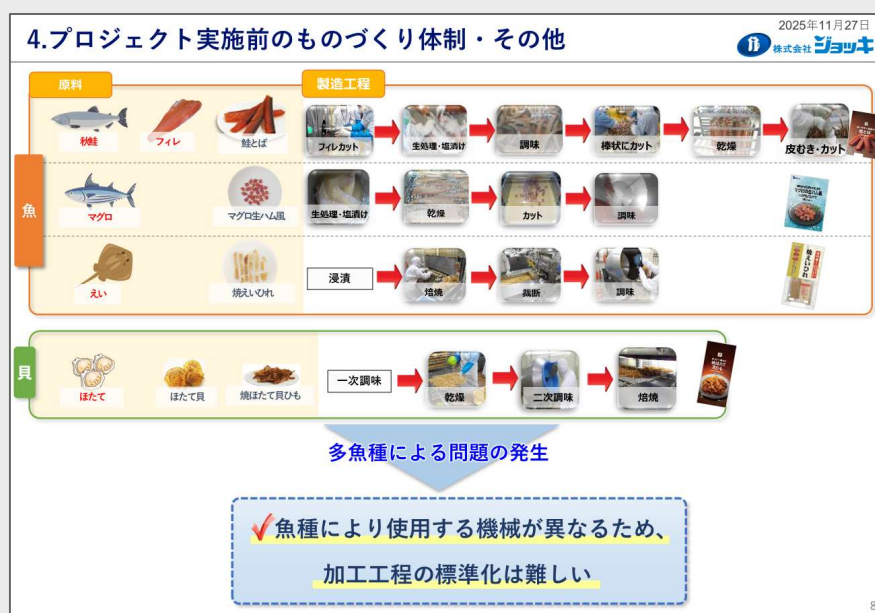 2025年11月27日
4.プロジェクト実施前のものづくり体制・その他
株式会社ジョッキ
原料
製造工程
魚
秋鮭
フィレ
鮭とば
フィレカット
生処理・塩漬け
調味
棒状にカット
乾燥
皮むき・カット
マグロ
マグロ生ハム風
生処理・塩漬け
乾燥
カット
調味
えい
焼えいひれ
浸漬
焙焼
裁断
調味
貝
ほたて
ほたて貝
焼ほたて貝ひも
一次調味
乾燥
二次調味
焙焼
多魚種による問題の発生
魚種により使用する機械が異なるため、
加工工程の標準化は難しい
8